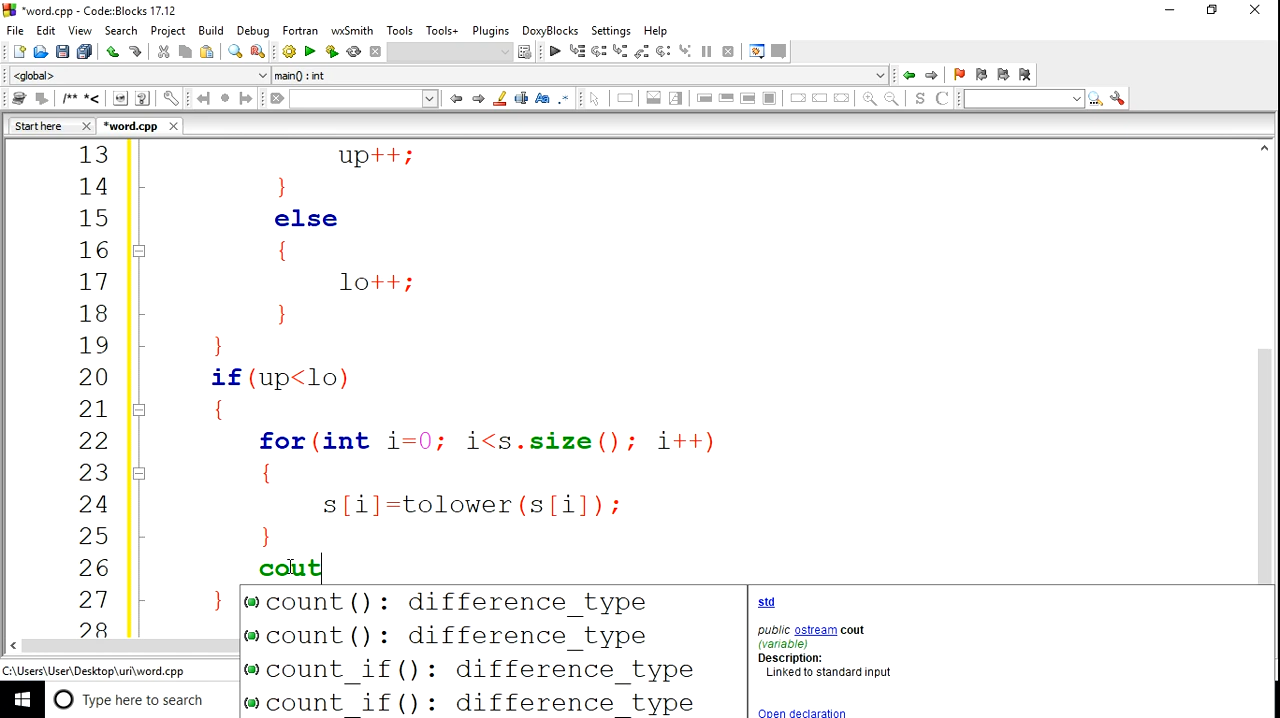 *word.cpp - Code::Blocks 17.12
File Edit View Search Project Build Debug Fortran wxSmith Tools Tools+ Plugins DoxyBlocks Settings Help
<global> main() : int
/** *<
S C
Start here *word.cpp
13 up++;
14 }
15 else
16 {
17 lo++;
18 }
19 }
20 if(up<lo)
21 {
22 for(int i=0; i<s.size(); i++)
23 {
24 s[i]=tolower(s[i]);
25 }
26 cout
27 }
28
count(): difference_type
count(): difference_type
count_if(): difference_type
count_if(): difference_type
std
public ostream cout
(variable)
Description:
Linked to standard input
Open declaration
C:\Users\User\Desktop\uri\word.cpp
Type here to search